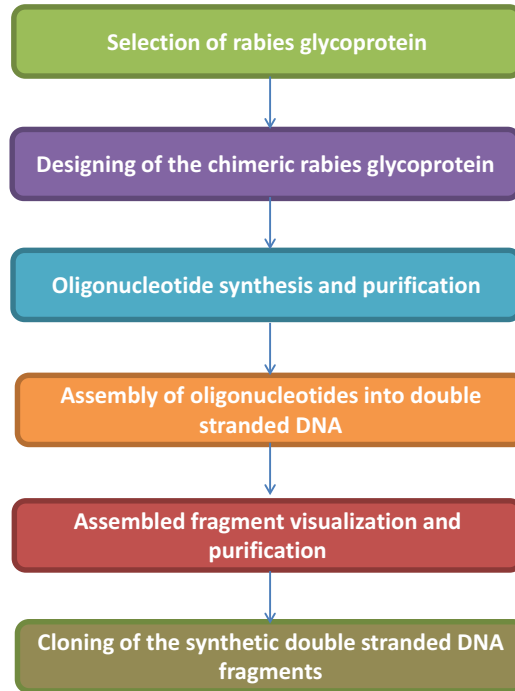 Selection of rabies glycoprotein
Designing of the chimeric rabies glycoprotein
Oligonucleotide synthesis and purification
Assembly of oligonucleotides into double
stranded DNA
Assembled fragment visualization and
purification
Cloning of the synthetic double stranded DNA
fragments